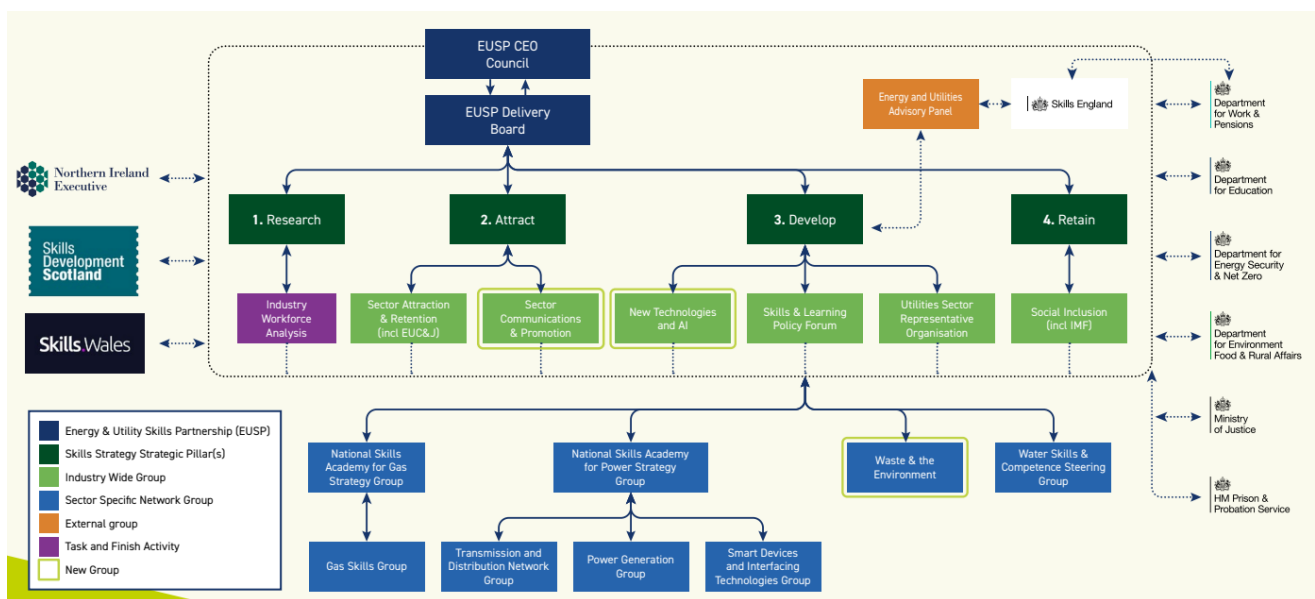 EUSP CEO
Council
EUSP Delivery
Board
Energy and Utilities
Advisory Panel
Skills England
Department
for Work &
Pensions
Northern Ireland
Executive
Department
for Education
1. Research
2. Attract
3. Develop
4. Retain
Skills
Development
Scotland
Department for
Energy Security
& Net Zero
Industry
Workforce
Analysis
Sector Attraction
& Retention
(incl EUC&J)
Sector
Communications
& Promotion
New Technologies
and AI
Skills & Learning
Policy Forum
Utilities Sector
Representative
Organisation
Social Inclusion
(incl IMF)
Skills.Wales
Department
for Environment
Food & Rural Affairs
Ministry
of Justice
HM Prison &
Probation Service
Energy & Utility Skills Partnership (EUSP)
Skills Strategy Strategic Pillar(s)
Industry Wide Group
Sector Specific Network Group
External group
Task and Finish Activity
New Group
National Skills
Academy for Gas
Strategy Group
National Skills Academy
for Power Strategy
Group
Waste & the
Environment
Water Skills &
Competence Steering
Group
Gas Skills Group
Transmission and
Distribution Network
Group
Power Generation
Group
Smart Devices
and Interfacing
Technologies Group